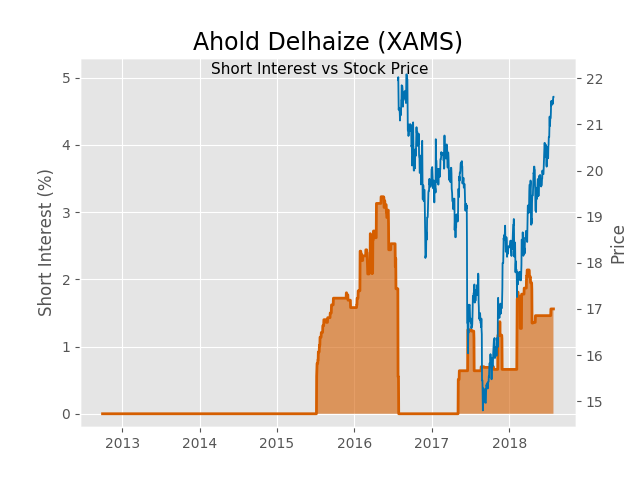 Ahold Delhaize (XAMS)
Short Interest vs Stock Price
Short Interest (%)
5
4
3
2
1
0
22
21
20
19
18
17
16
15
Price
2013 2014 2015 2016 2017 2018